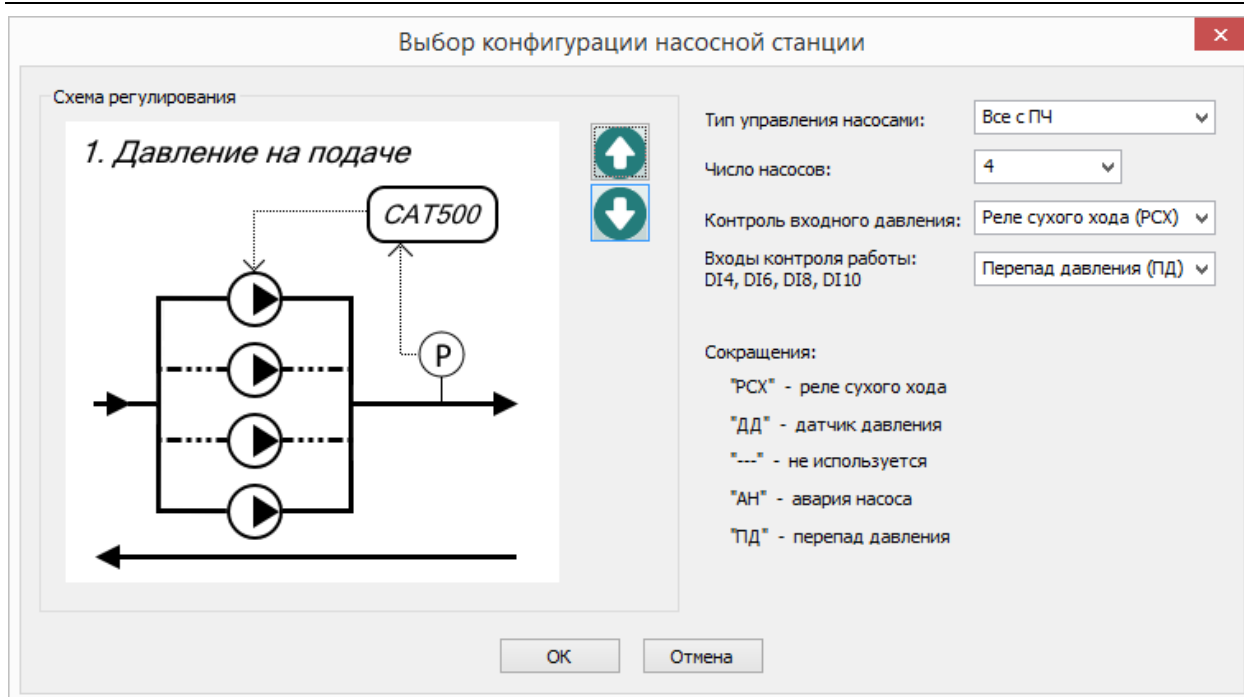 Выбор конфигурации насосной станции
Схема регулирования
1. Давление на подаче
САТ500
P
Тип управления насосами:
Все с ПЧ
Число насосов:
4
Контроль входного давления:
Реле сухого хода (РСХ)
Входы контроля работы:
DI4, DI6, DI8, DI10
Перепад давления (ПД)
Сокращения:
"РСХ" - реле сухого хода
"ДД" - датчик давления
"---" - не используется
"АН" - авария насоса
"ПД" - перепад давления
ОК
Отмена